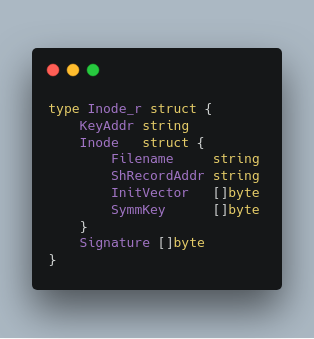 type Inode_r struct {
    KeyAddr string
    Inode   struct {
        Filename     string
        ShRecordAddr string
        InitVector   []byte
        SymmKey      []byte
    }
    Signature []byte
}